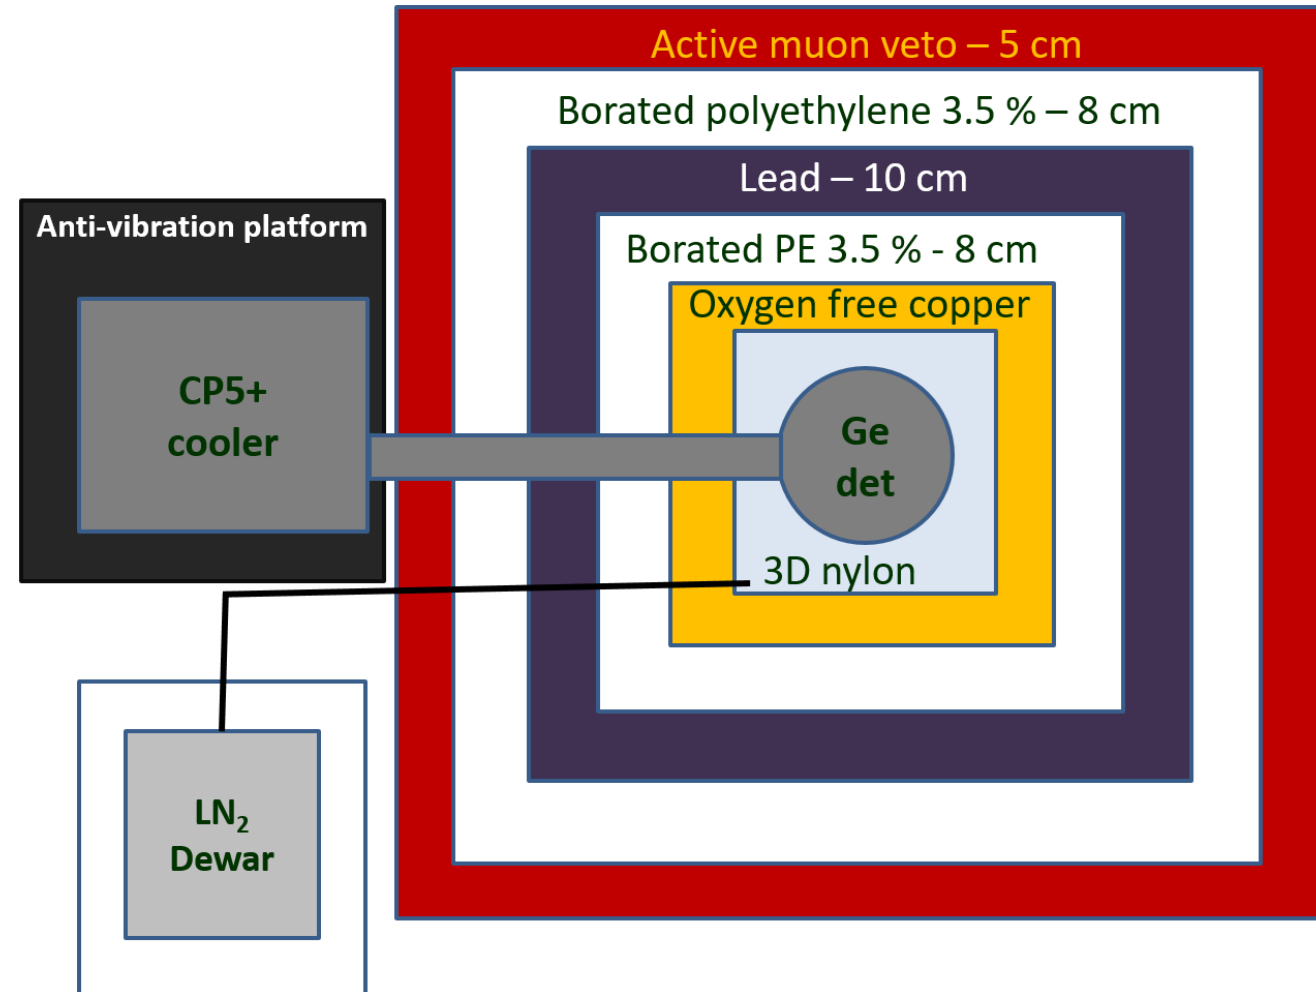 Active muon veto – 5 cm
Borated polyethylene 3.5 % – 8 cm
Lead – 10 cm
Anti-vibration platform
Borated PE 3.5 % - 8 cm
Oxygen free copper
CP5+
cooler
Ge
det
3D nylon
LN₂
Dewar